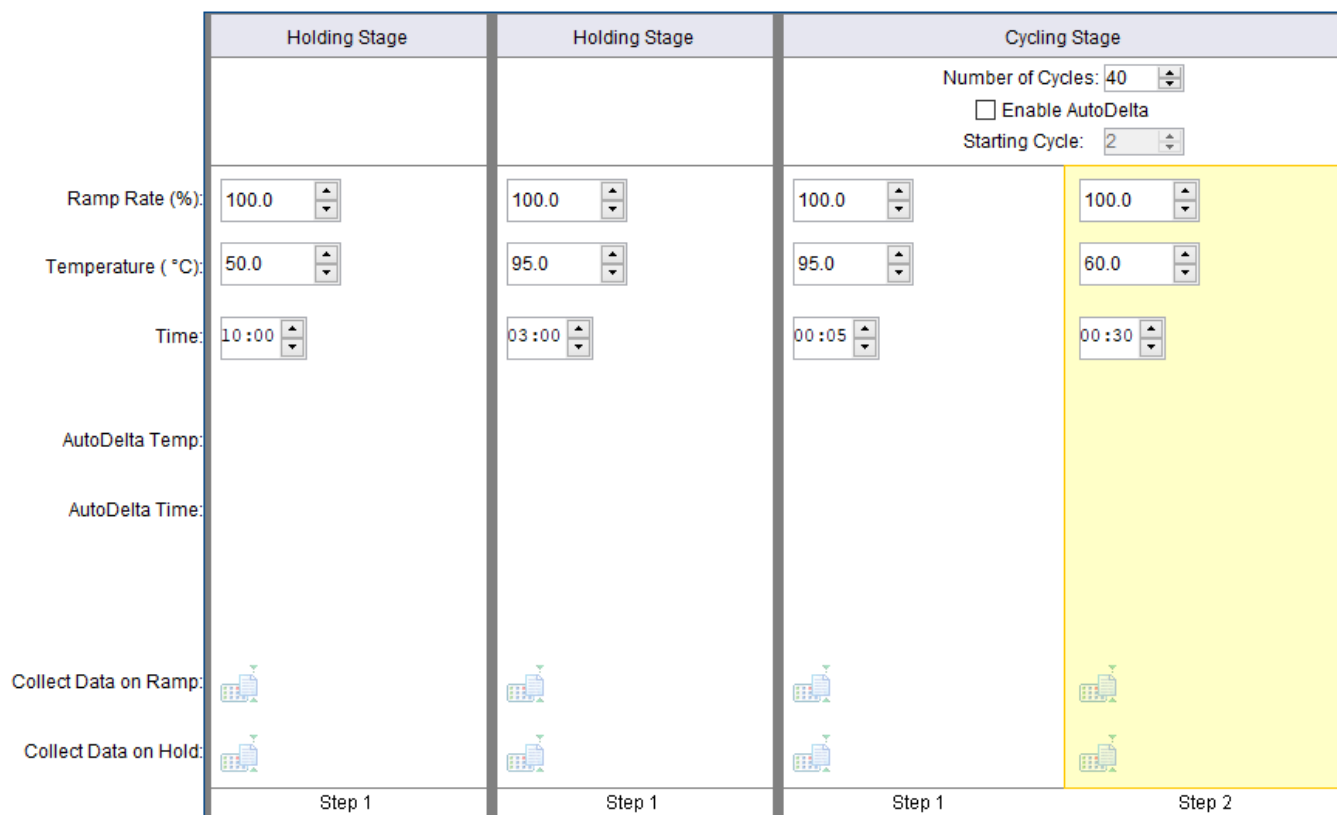 Holding Stage Holding Stage Cycling Stage
Number of Cycles: 40
Enable AutoDelta
Starting Cycle: 2
Ramp Rate (%): 100.0 100.0 100.0 100.0
Temperature ( °C): 50.0 95.0 95.0 60.0
Time: 10:00 03:00 00:05 00:30
AutoDelta Temp:
AutoDelta Time:
Collect Data on Ramp:
Collect Data on Hold:
Step 1 Step 1 Step 1 Step 2